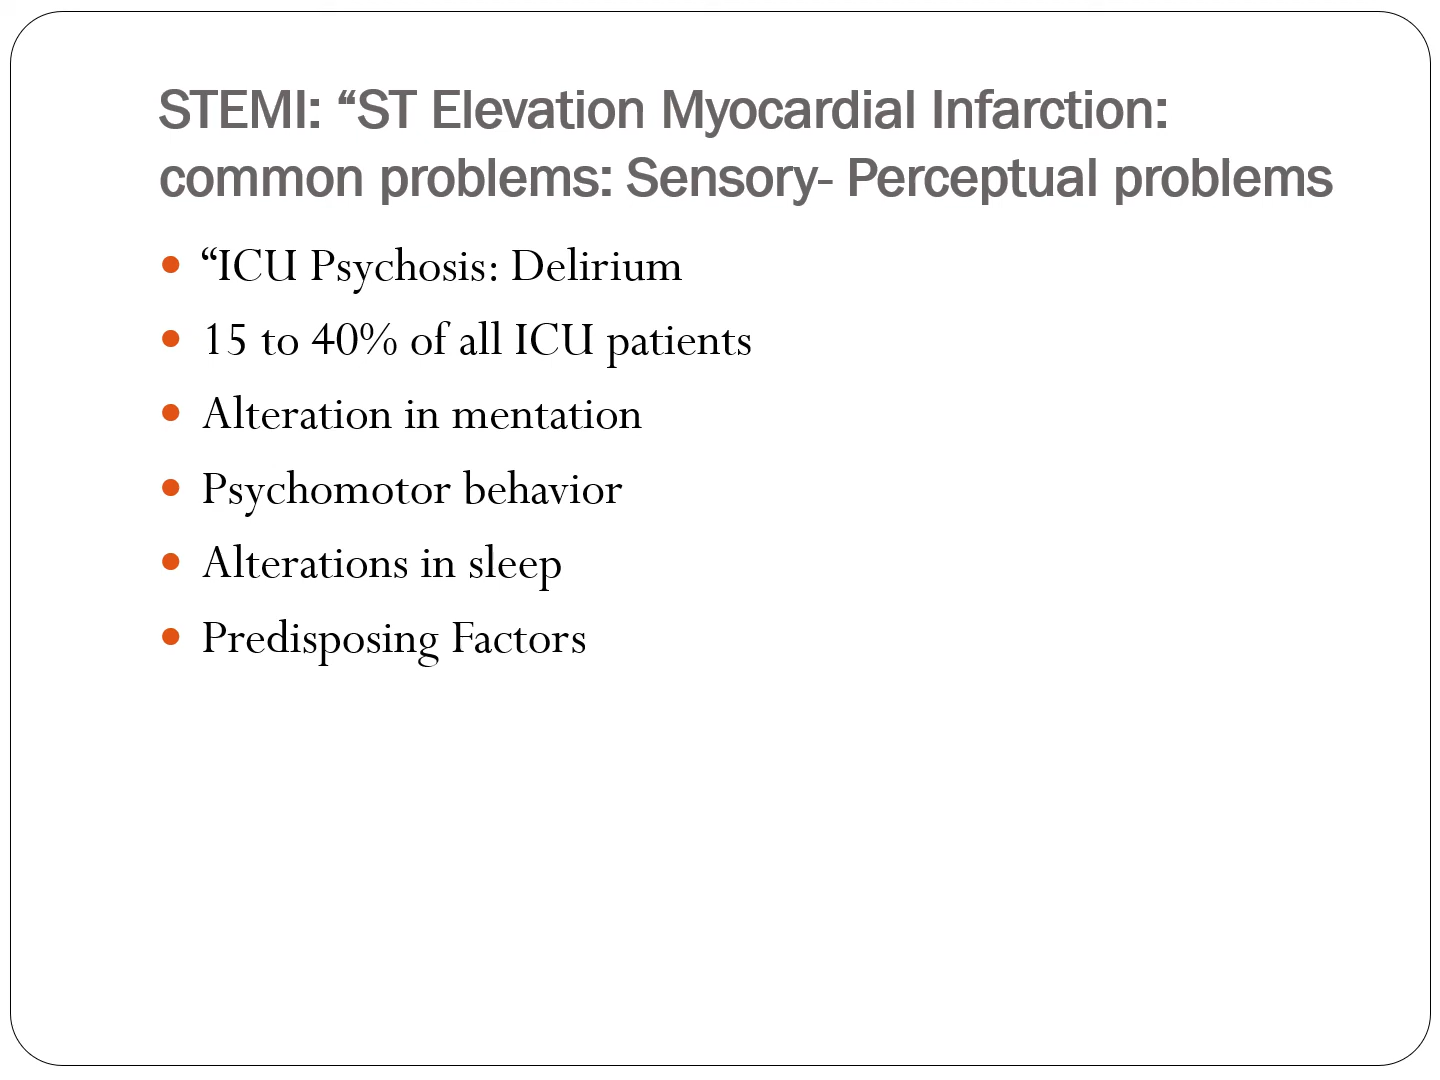 STEMI: “ST Elevation Myocardial Infarction:
common problems: Sensory- Perceptual problems
• “ICU Psychosis: Delirium
• 15 to 40% of all ICU patients
• Alteration in mentation
• Psychomotor behavior
• Alterations in sleep
• Predisposing Factors